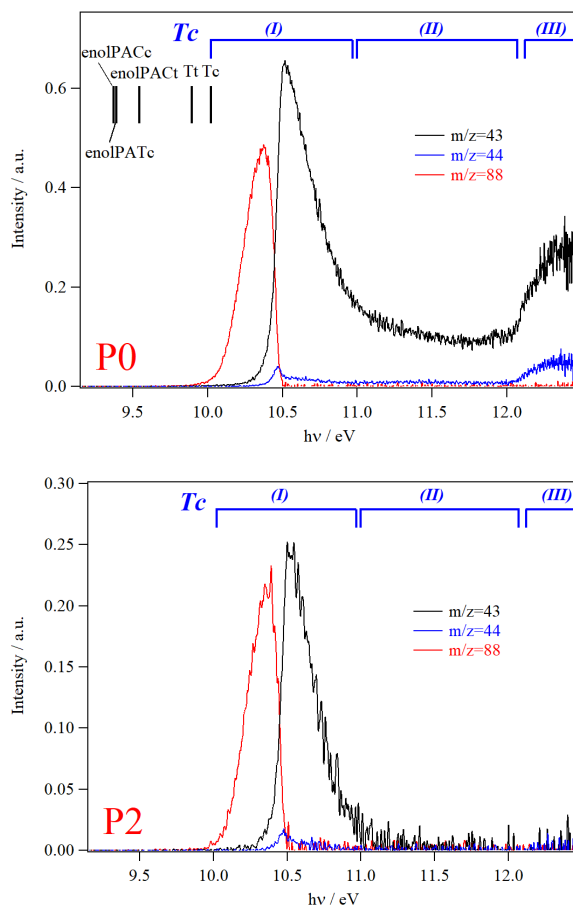 Tc
(I)
(II)
(III)
enolPACc
enolPACt Tt Tc
enolPATc
m/z=43
m/z=44
m/z=88
P0
Intensity / a.u.
0.6
0.4
0.2
0.0
9.5 10.0 10.5 11.0 11.5 12.0
hν / eV
0.30
Tc
(I)
(II)
(III)
0.25
0.20
0.15
0.10
0.05
0.00
m/z=43
m/z=44
m/z=88
P2
Intensity / a.u.
9.5 10.0 10.5 11.0 11.5 12.0
hν / eV